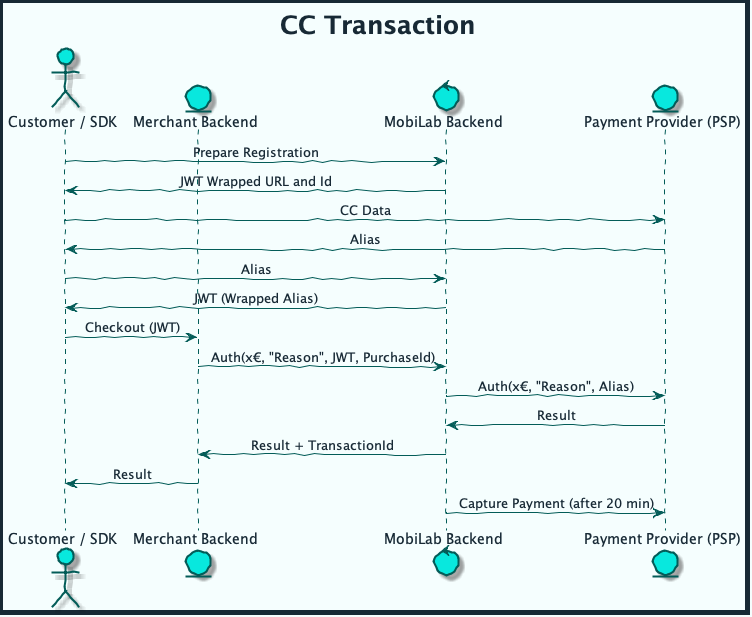 CC Transaction
Customer / SDK
Merchant Backend
MobiLab Backend
Payment Provider (PSP)
Prepare Registration
JWT Wrapped URL and Id
CC Data
Alias
Alias
JWT (Wrapped Alias)
Checkout (JWT)
Auth(x€, "Reason", JWT, PurchaseId)
Auth(x€, "Reason", Alias)
Result
Result + TransactionId
Result
Capture Payment (after 20 min)
Customer / SDK
Merchant Backend
MobiLab Backend
Payment Provider (PSP)